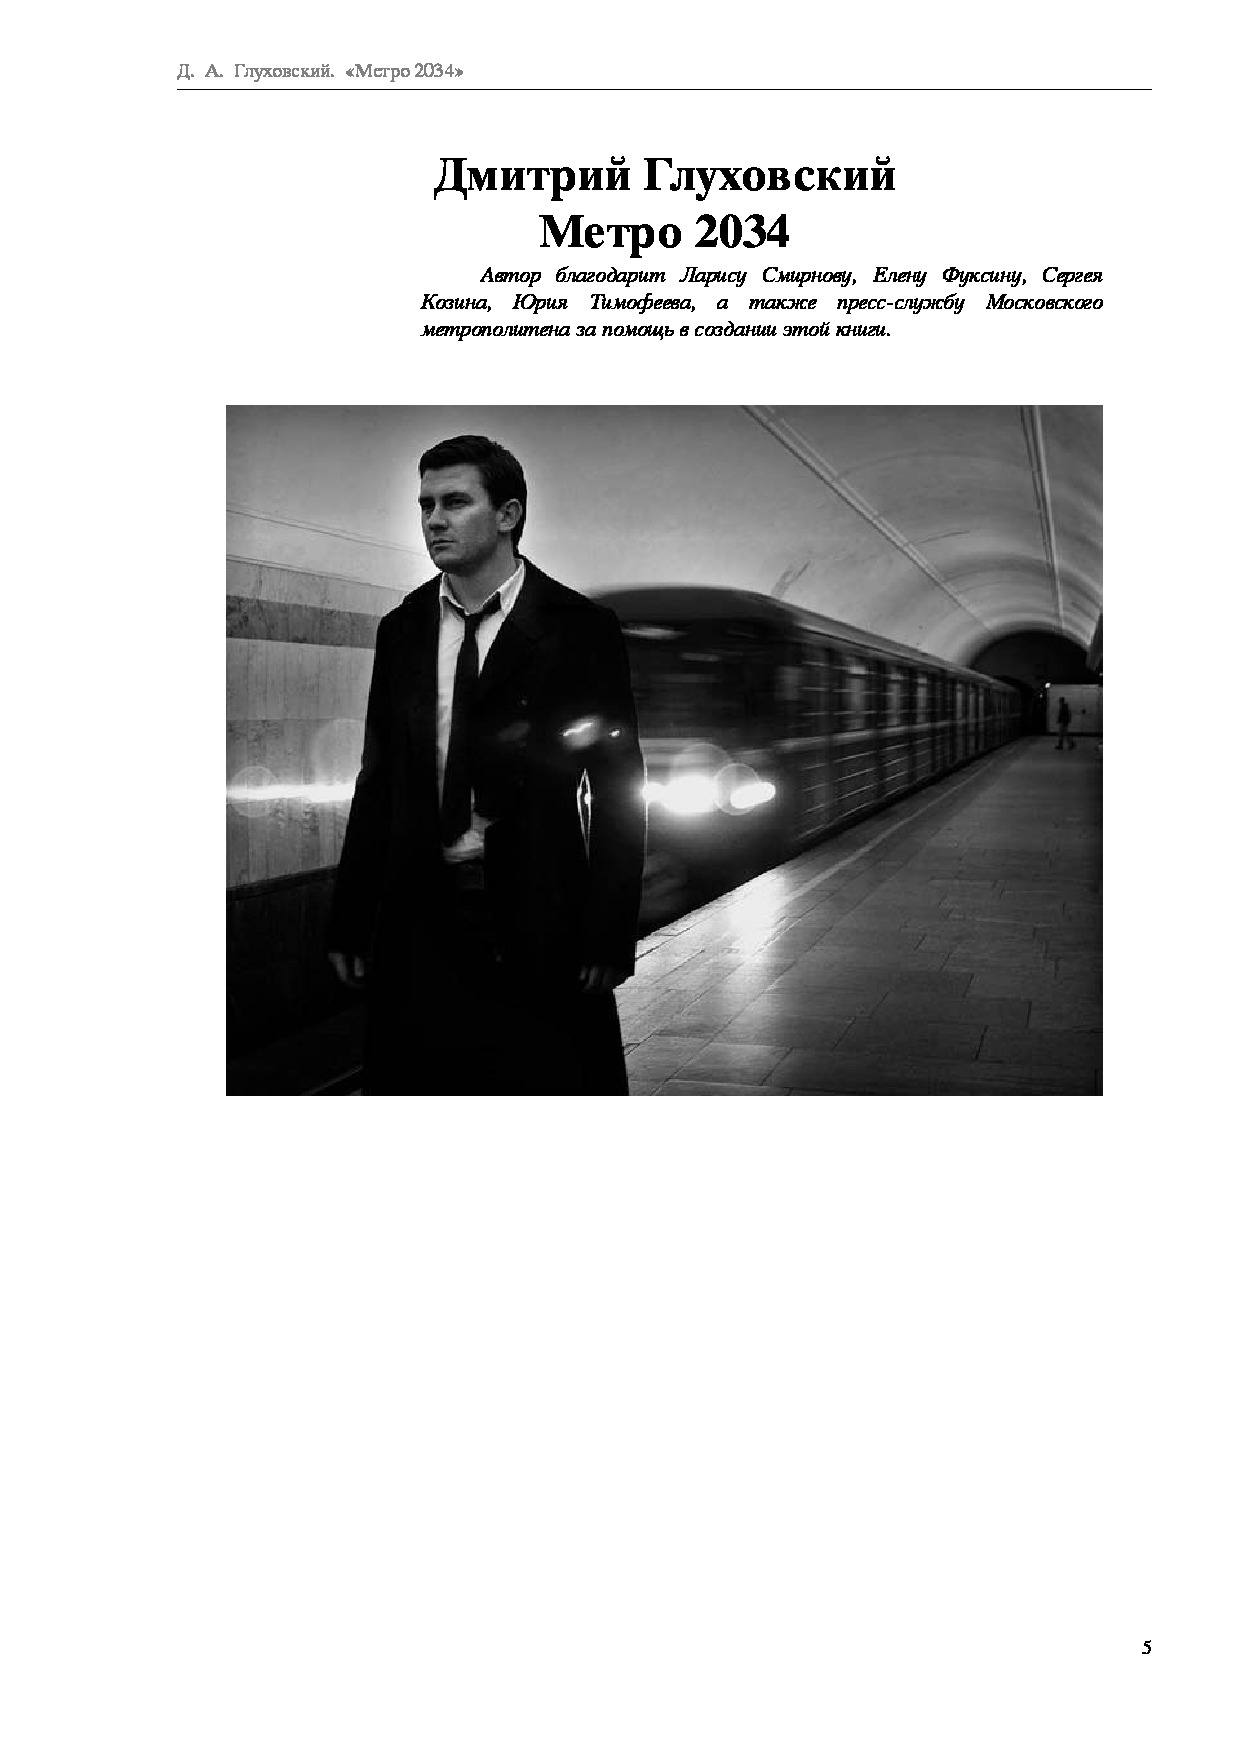 Д. А. Глуховский. «Метро 2034»
Дмитрий Глуховский
Метро 2034
Автор благодарит Ларису Смирнову, Елену Фуксину, Сергея
Козина, Юрия Тимофеева, а также пресс-службу Московского
метрополитена за помощь в создании этой книги.
5